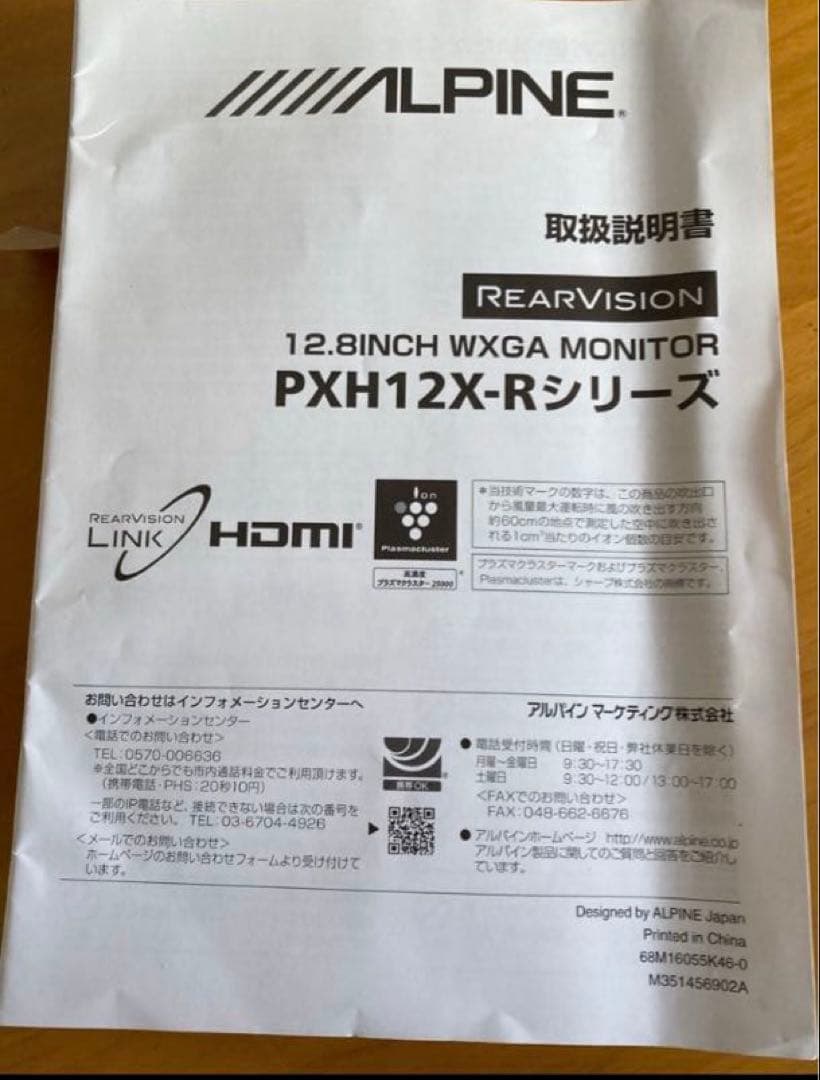 ALPINE®
取扱説明書
REARVISION
12.8INCH WXGA MONITOR
PXH12X-Rシリーズ
REARVISION
LINK
HDMI®
Ion
Plasmacluster
高濃度
プラズマクラスター 25000
*
＊当技術マークの数字は、この商品の吹出口
から風量最大運転時に風の吹き出す方向
約60cmの地点で測定した空中に吹き出さ
れる1cm³当たりのイオン個数の目安です。
プラズマクラスターマークおよびプラズマクラスター、
Plasmaclusterは、シャープ株式会社の商標です。
お問い合わせはインフォメーションセンターへ
●インフォメーションセンター
<電話でのお問い合わせ>
TEL:0570-006636
※全国どこからでも市内通話料金でご利用頂けます。
（携帯電話・PHS：20秒10円）
一部のIP電話など、接続できない場合は次の番号を
ご利用ください。TEL：03-6704-4926
<メールでのお問い合わせ>
ホームページのお問い合わせフォームより受け付けて
います。
携帯OK
アルパイン マーケティング株式会社
●電話受付時間（日曜・祝日・弊社休業日を除く）
月曜～金曜日 9:30-17:30
土曜日 9:30-12:00/13:00-17:00
<FAXでのお問い合わせ>
FAX：048-662-6676
●アルパインホームページ http://www.alpine.co.jp
アルパイン製品に関してのご質問と回答をご紹介し
ています。
Designed by ALPINE Japan
Printed in China
68M16055K46-0
M351456902A